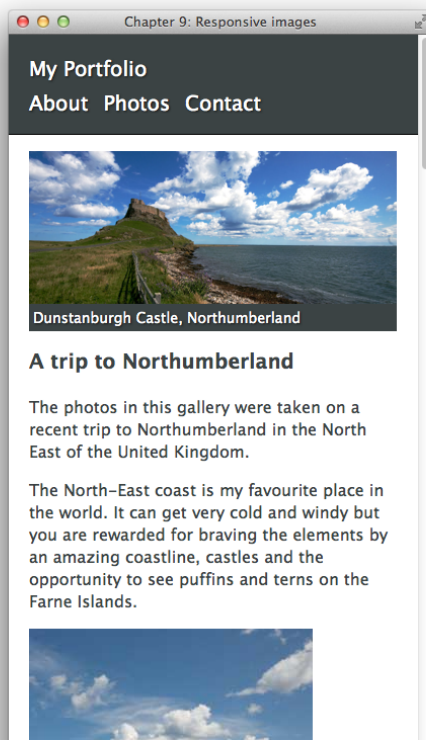 Chapter 9: Responsive images
My Portfolio
About Photos Contact
Dunstanburgh Castle, Northumberland
A trip to Northumberland
The photos in this gallery were taken on a
recent trip to Northumberland in the North
East of the United Kingdom.
The North-East coast is my favourite place in
the world. It can get very cold and windy but
you are rewarded for braving the elements by
an amazing coastline, castles and the
opportunity to see puffins and terns on the
Farne Islands.